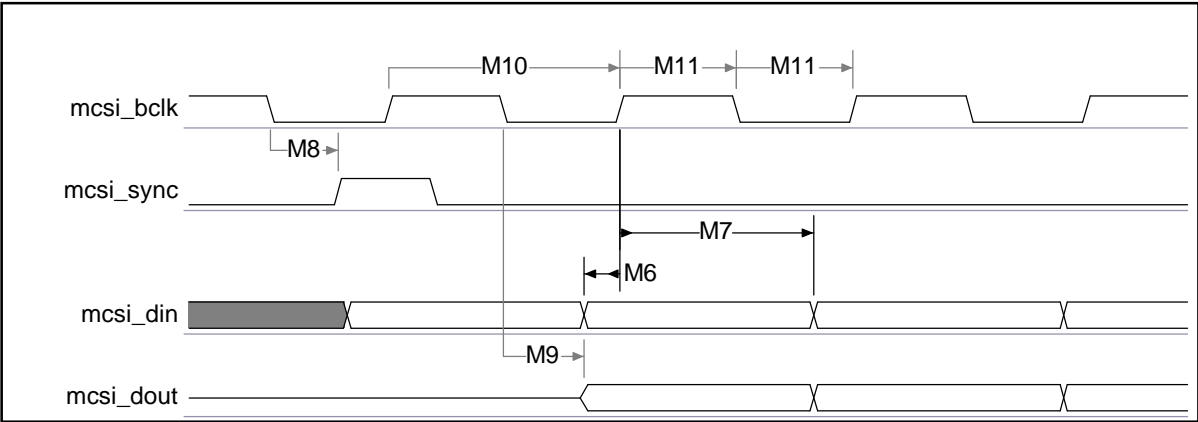 M10 M11 M11
mcsi_bclk
M8
mcsi_sync
M7
M6
mcsi_din
M9
mcsi_dout